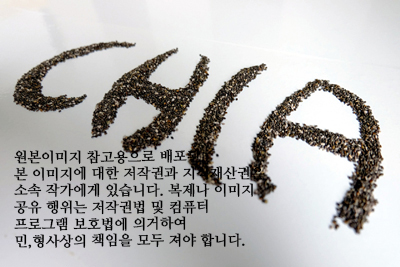 CHIA
원본이미지 참고용으로 배포
본 이미지에 대한 저작권과 지적재산권
소속 작가에게 있습니다. 복제나 이미지
공유 행위는 저작권법 및 컴퓨터
프로그램 보호법에 의거하여
민,형사상의 책임을 모두 져야 합니다.